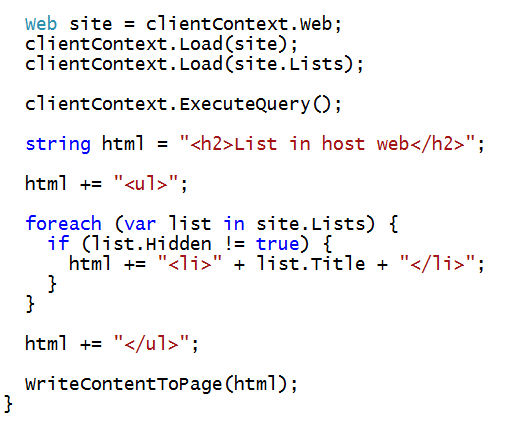 Web site = clientContext.Web;
clientContext.Load(site);
clientContext.Load(site.Lists);
clientContext.ExecuteQuery();
string html = "<h2>List in host web</h2>";
html += "<ul>";
foreach (var list in site.Lists) {
if (list.Hidden != true) {
html += "<li>" + list.Title + "</li>";
}
}
html += "</ul>";
WriteContentToPage(html);
}